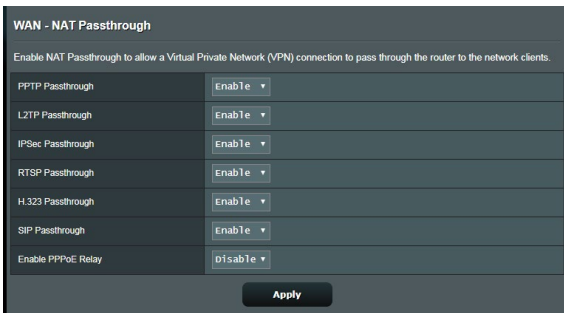 WAN - NAT Passthrough
Enable NAT Passthrough to allow a Virtual Private Network (VPN) connection to pass through the router to the network clients.
PPTP Passthrough Enable
L2TP Passthrough Enable
IPSec Passthrough Enable
RTSP Passthrough Enable
H.323 Passthrough Enable
SIP Passthrough Enable
Enable PPPoE Relay Disable
Apply